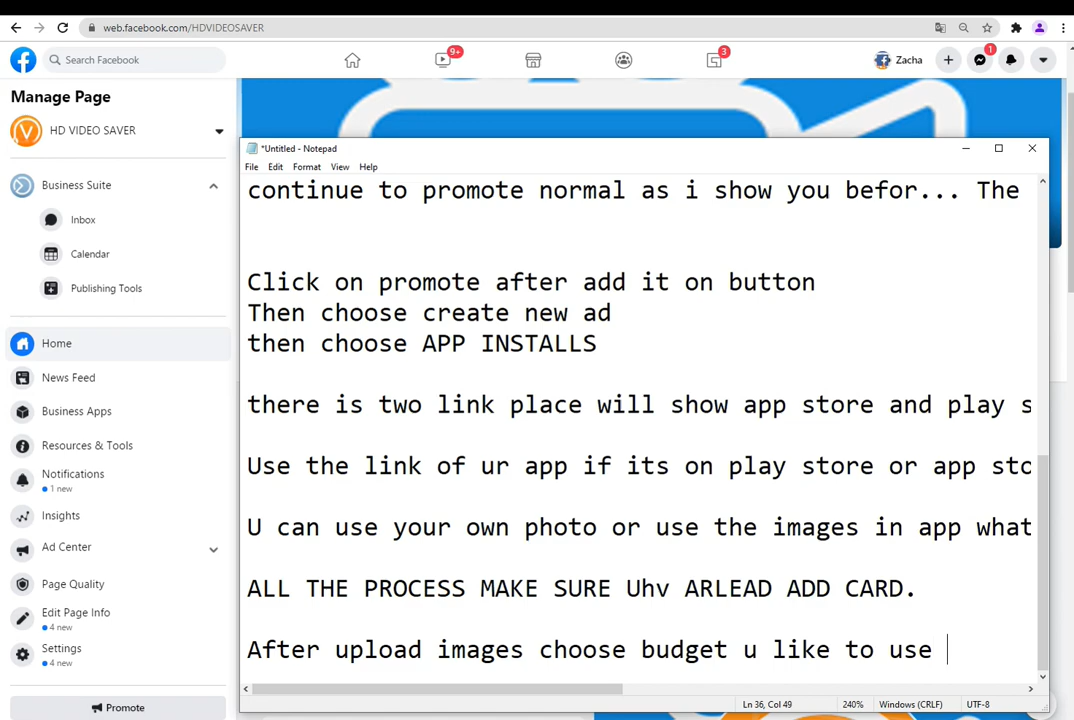 web.facebook.com/HDVIDEOSAVER
Search Facebook
9+
3
Zacha
1
Manage Page
HD VIDEO SAVER
Business Suite
Inbox
Calendar
Publishing Tools
Home
News Feed
Business Apps
Resources & Tools
Notifications
1 new
Insights
Ad Center
Page Quality
Edit Page Info
4 new
Settings
4 new
Promote
*Untitled - Notepad
File Edit Format View Help
continue to promote normal as i show you befor... The
Click on promote after add it on button
Then choose create new ad
then choose APP INSTALLS
there is two link place will show app store and play s
Use the link of ur app if its on play store or app sto
U can use your own photo or use the images in app what
ALL THE PROCESS MAKE SURE Uhv ARLEAD ADD CARD.
After upload images choose budget u like to use
Ln 36, Col 49 240% Windows (CRLF) UTF-8